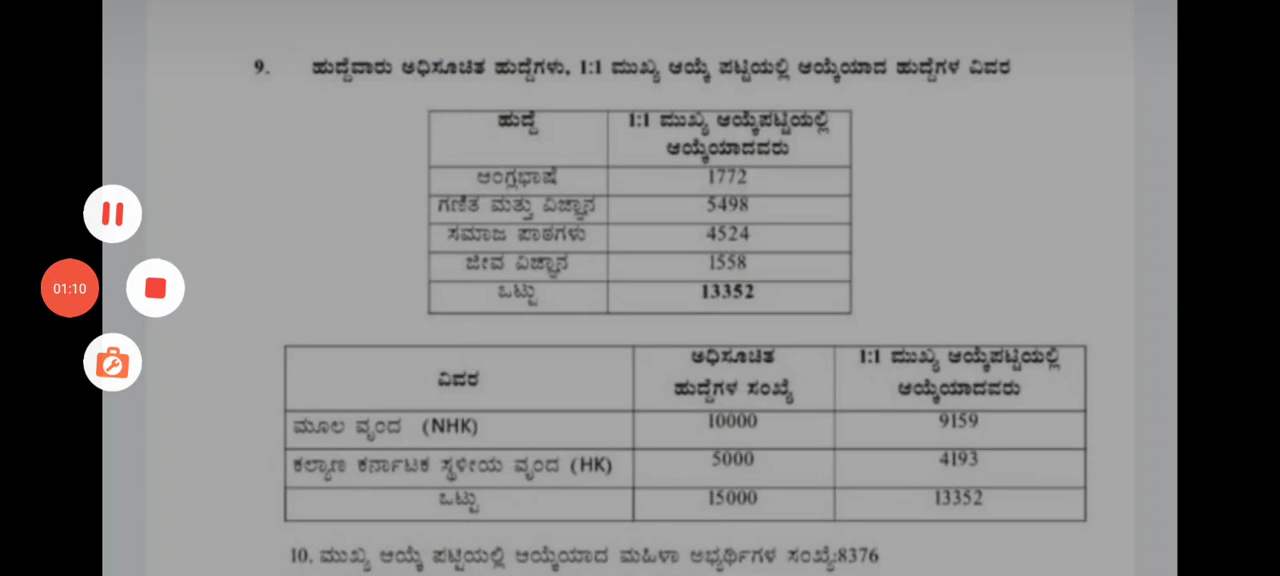 9. ಹುದ್ದೆವಾರು ಅಧಿಸೂಚಿತ ಹುದ್ದೆಗಳು, 1:1 ಮುಖ್ಯ ಆಯ್ಕೆ ಪಟ್ಟಿಯಲ್ಲಿ ಆಯ್ಕೆಯಾದ ಹುದ್ದೆಗಳ ವಿವರ
ಹುದ್ದೆ 1:1 ಮುಖ್ಯ ಆಯ್ಕೆಪಟ್ಟಿಯಲ್ಲಿ
ಆಯ್ಕೆಯಾದವರು
ಆಂಗ್ಲಭಾಷೆ 1772
ಗಣಿತ ಮತ್ತು ವಿಜ್ಞಾನ 5498
ಸಮಾಜ ಪಾಠಗಳು 4524
ಜೀವ ವಿಜ್ಞಾನ 1558
ಒಟ್ಟು 13352
01:10
ವಿವರ ಅಧಿಸೂಚಿತ 1:1 ಮುಖ್ಯ ಆಯ್ಕೆಪಟ್ಟಿಯಲ್ಲಿ
ಹುದ್ದೆಗಳ ಸಂಖ್ಯೆ ಆಯ್ಕೆಯಾದವರು
ಮೂಲ ವೃಂದ (NHK) 10000 9159
ಕಲ್ಯಾಣ ಕರ್ನಾಟಕ ಸ್ಥಳೀಯ ವೃಂದ (HK) 5000 4193
ಒಟ್ಟು 15000 13352
10. ಮುಖ್ಯ ಆಯ್ಕೆ ಪಟ್ಟಿಯಲ್ಲಿ ಆಯ್ಕೆಯಾದ ಮಹಿಳಾ ಅಭ್ಯರ್ಥಿಗಳ ಸಂಖ್ಯೆ:8376